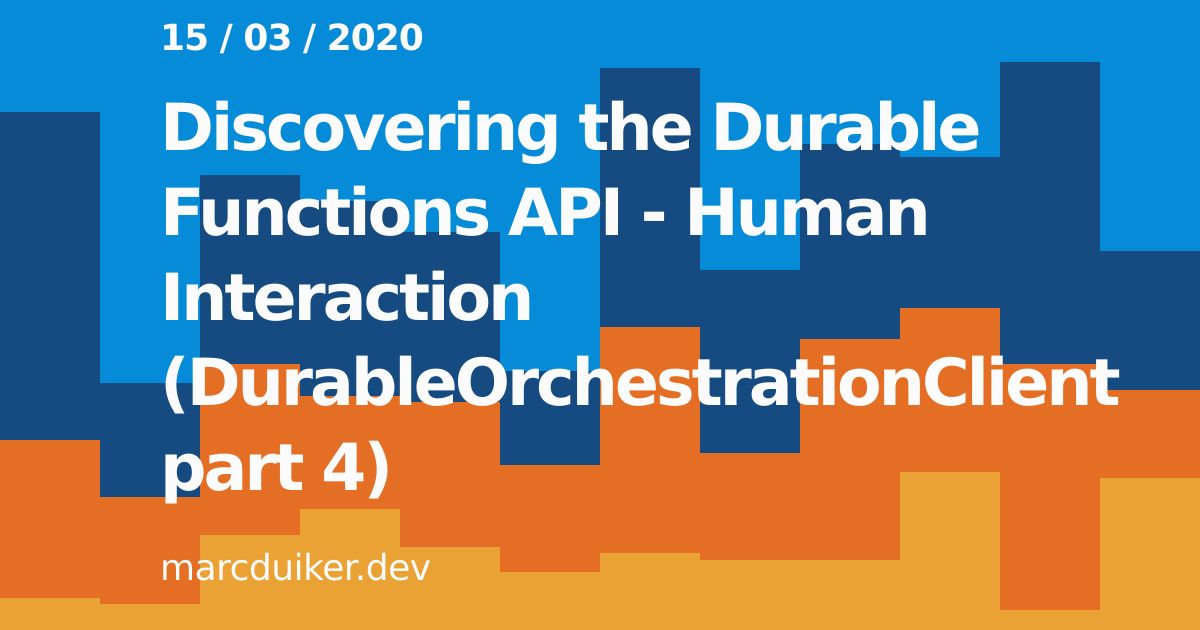 15 / 03 / 2020
Discovering the Durable
Functions API - Human
Interaction
(DurableOrchestrationClient
part 4)
marcduiker.dev